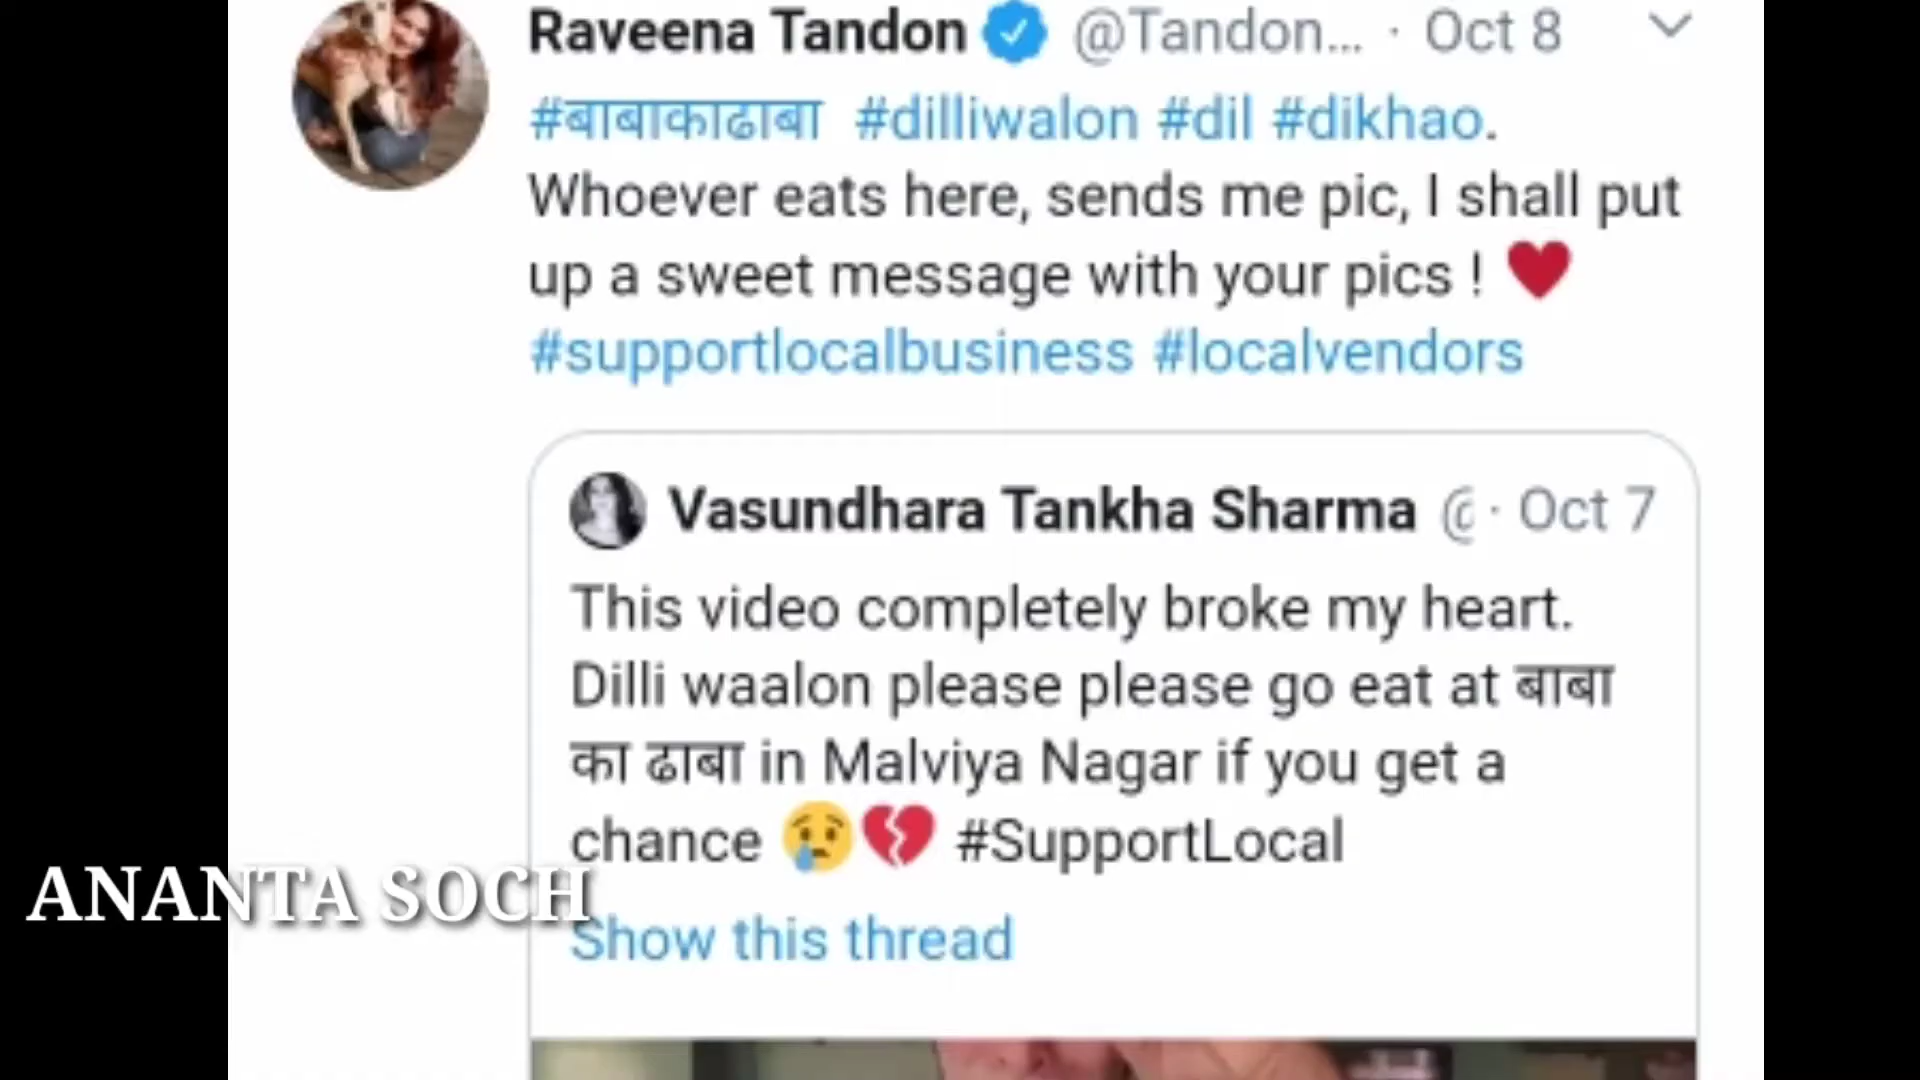 Raveena Tandon @Tandon... · Oct 8
#बाबाकाढाबा #dilliwalon #dil #dikhao.
Whoever eats here, sends me pic, I shall put
up a sweet message with your pics ! ❤️
#supportlocalbusiness #localvendors
Vasundhara Tankha Sharma @ · Oct 7
This video completely broke my heart.
Dilli waalon please please go eat at बाबा
का ढाबा in Malviya Nagar if you get a
chance 😢💔 #SupportLocal
ANANTA SOCH
Show this thread